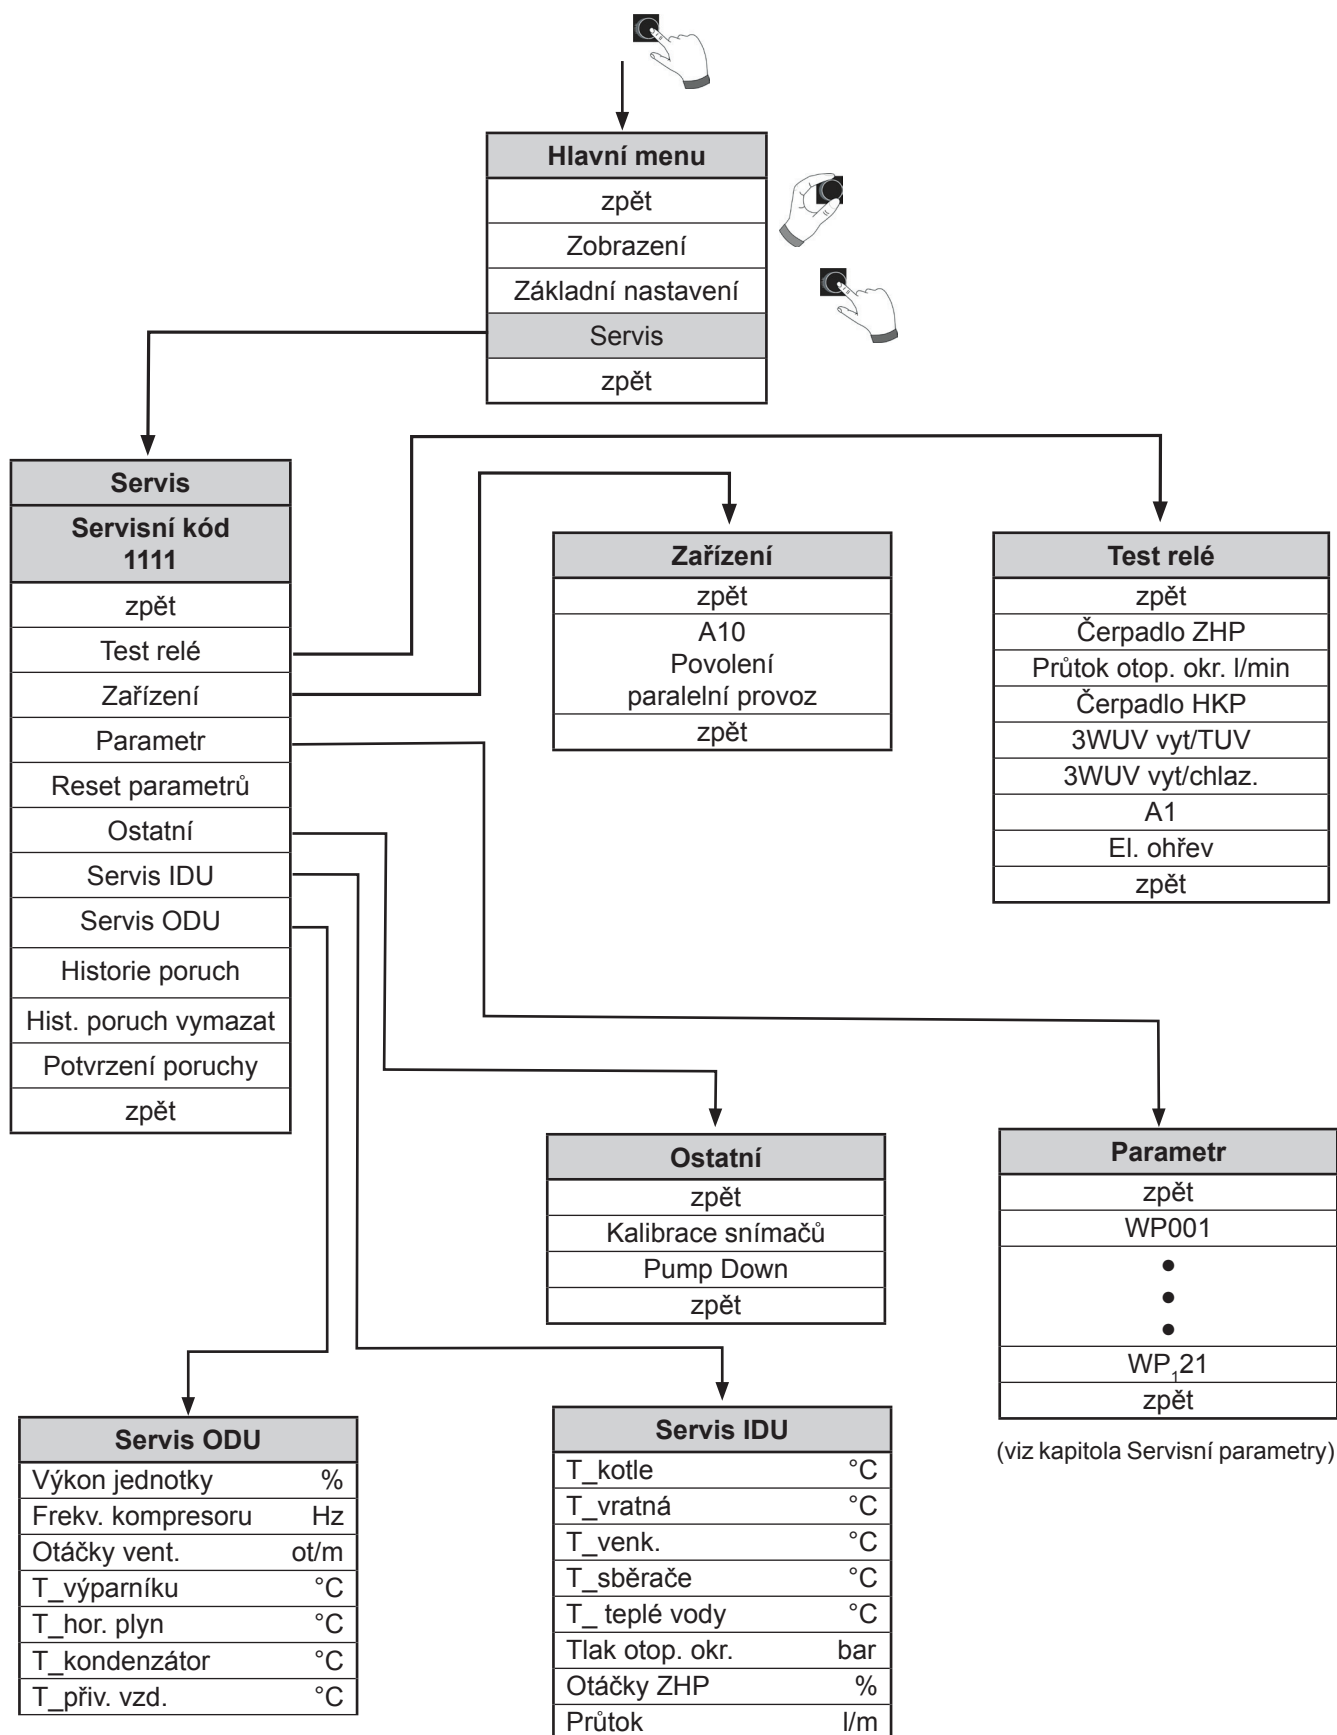 Hlavní menu
zpět
Zobrazení
Základní nastavení
Servis
zpět
Servis
Servisní kód
1111
zpět
Test relé
Zařízení
Parametr
Reset parametrů
Ostatní
Servis IDU
Servis ODU
Historie poruch
Hist. poruch vymazat
Potvrzení poruchy
zpět
Zařízení
zpět
A10
Povolení
paralelní provoz
zpět
Test relé
zpět
Čerpadlo ZHP
Průtok otop. okr. l/min
Čerpadlo HKP
3WUV vyt/TUV
3WUV vyt/chlaz.
A1
El. ohřev
zpět
Ostatní
zpět
Kalibrace snímačů
Pump Down
zpět
Parametr
zpět
WP001
●
●
●
WP121
zpět
(viz kapitola Servisní parametry)
Servis ODU
Výkon jednotky %
Frekv. kompresoru Hz
Otáčky vent. ot/m
T_výparníku °C
T_hor. plyn °C
T_kondenzátor °C
T_přiv. vzd. °C
Servis IDU
T_kotle °C
T_vratná °C
T_venk. °C
T_sběrače °C
T_ teplé vody °C
Tlak otop. okr. bar
Otáčky ZHP %
Průtok l/m